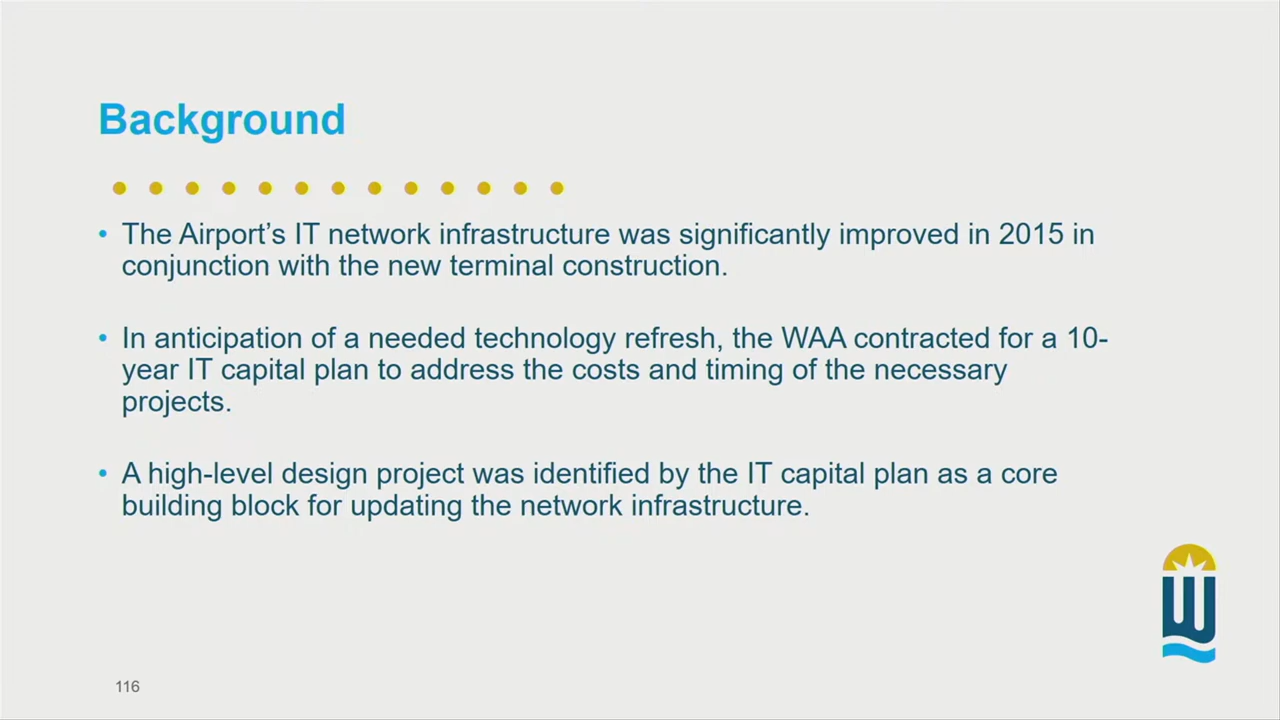 Background
• The Airport’s IT network infrastructure was significantly improved in 2015 in
conjunction with the new terminal construction.
• In anticipation of a needed technology refresh, the WAA contracted for a 10-
year IT capital plan to address the costs and timing of the necessary
projects.
• A high-level design project was identified by the IT capital plan as a core
building block for updating the network infrastructure.
W
116